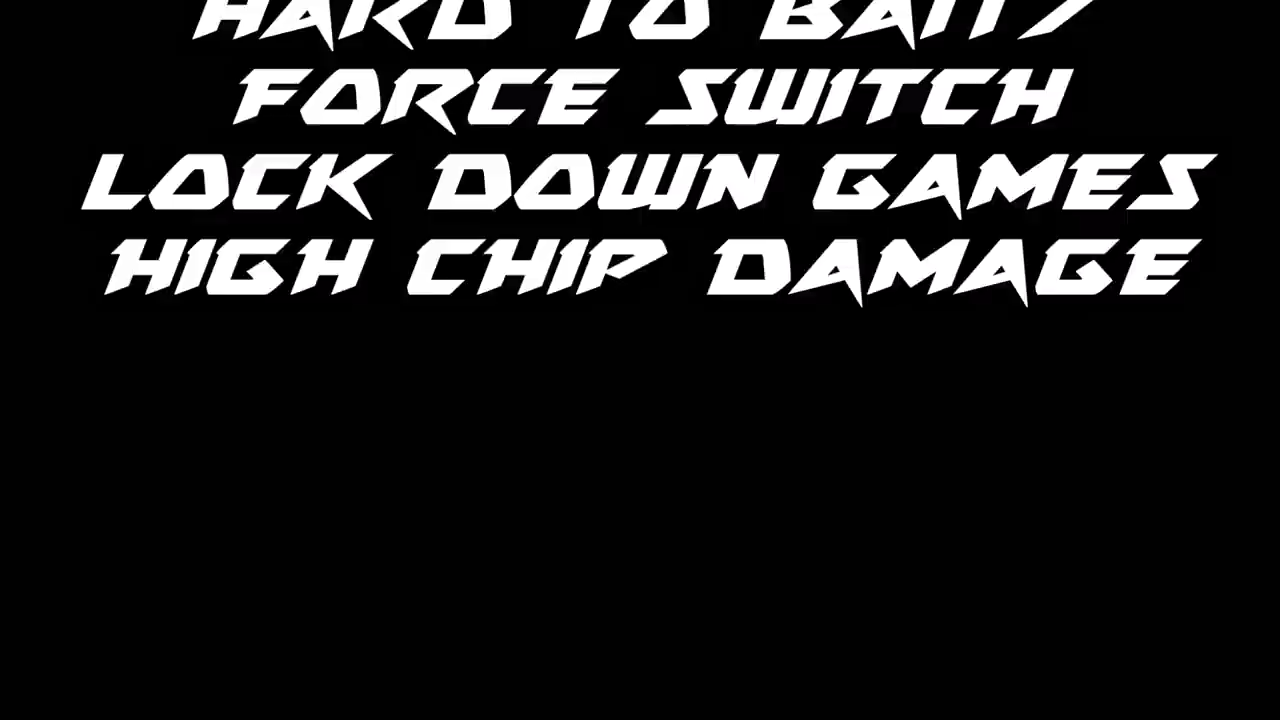 HARD TO BAIT/
FORCE SWITCH
LOCK DOWN GAMES
HIGH CHIP DAMAGE